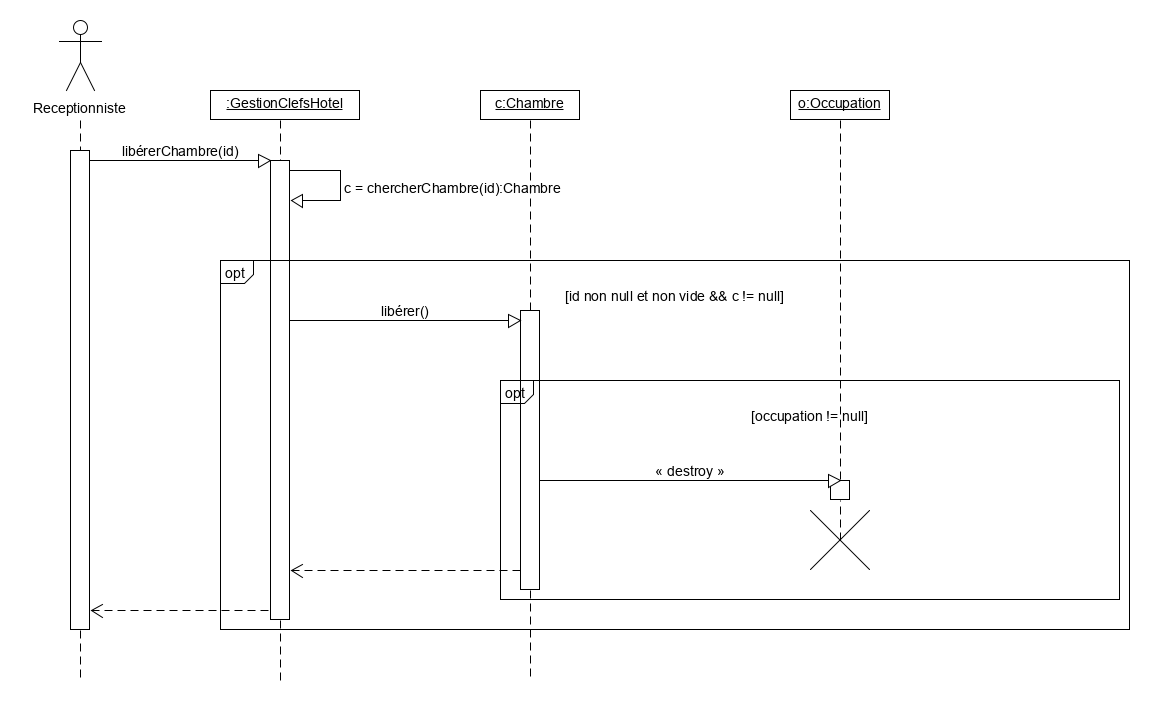 Receptionniste
:GestionClefsHotel
c:Chambre
o:Occupation
libérerChambre(id)
c = chercherChambre(id):Chambre
opt
[id non null et non vide && c != null]
libérer()
opt
[occupation != null]
« destroy »